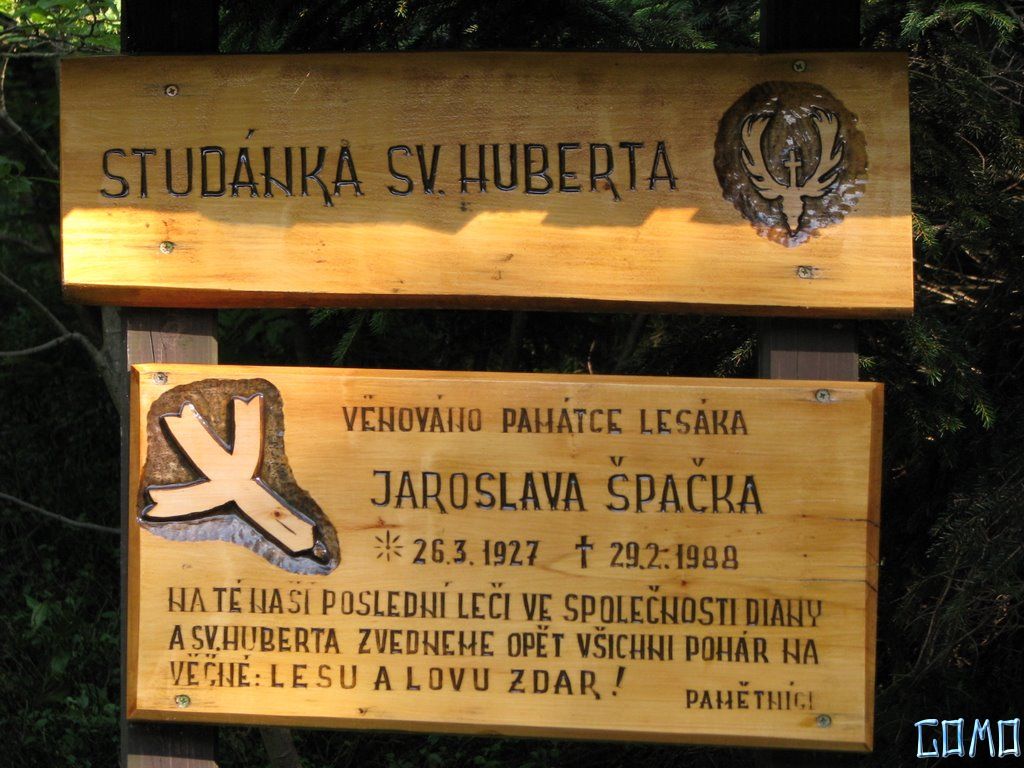 STUDÁNKA SV. HUBERTA
VĚNOVÁNO PAMÁTCE LESÁKA
JAROSLAVA ŠPAČKA
* 26.3.1927 † 29.2.1988
NA TÉ NAŠÍ POSLEDNÍ LEČI VE SPOLEČNOSTI DIANY
A SV. HUBERTA ZVEDNEME OPĚT VŠICHNI POHÁR NA
VĚČNÉ: LESU A LOVU ZDAR!
PAMĚTNÍCI
COMO